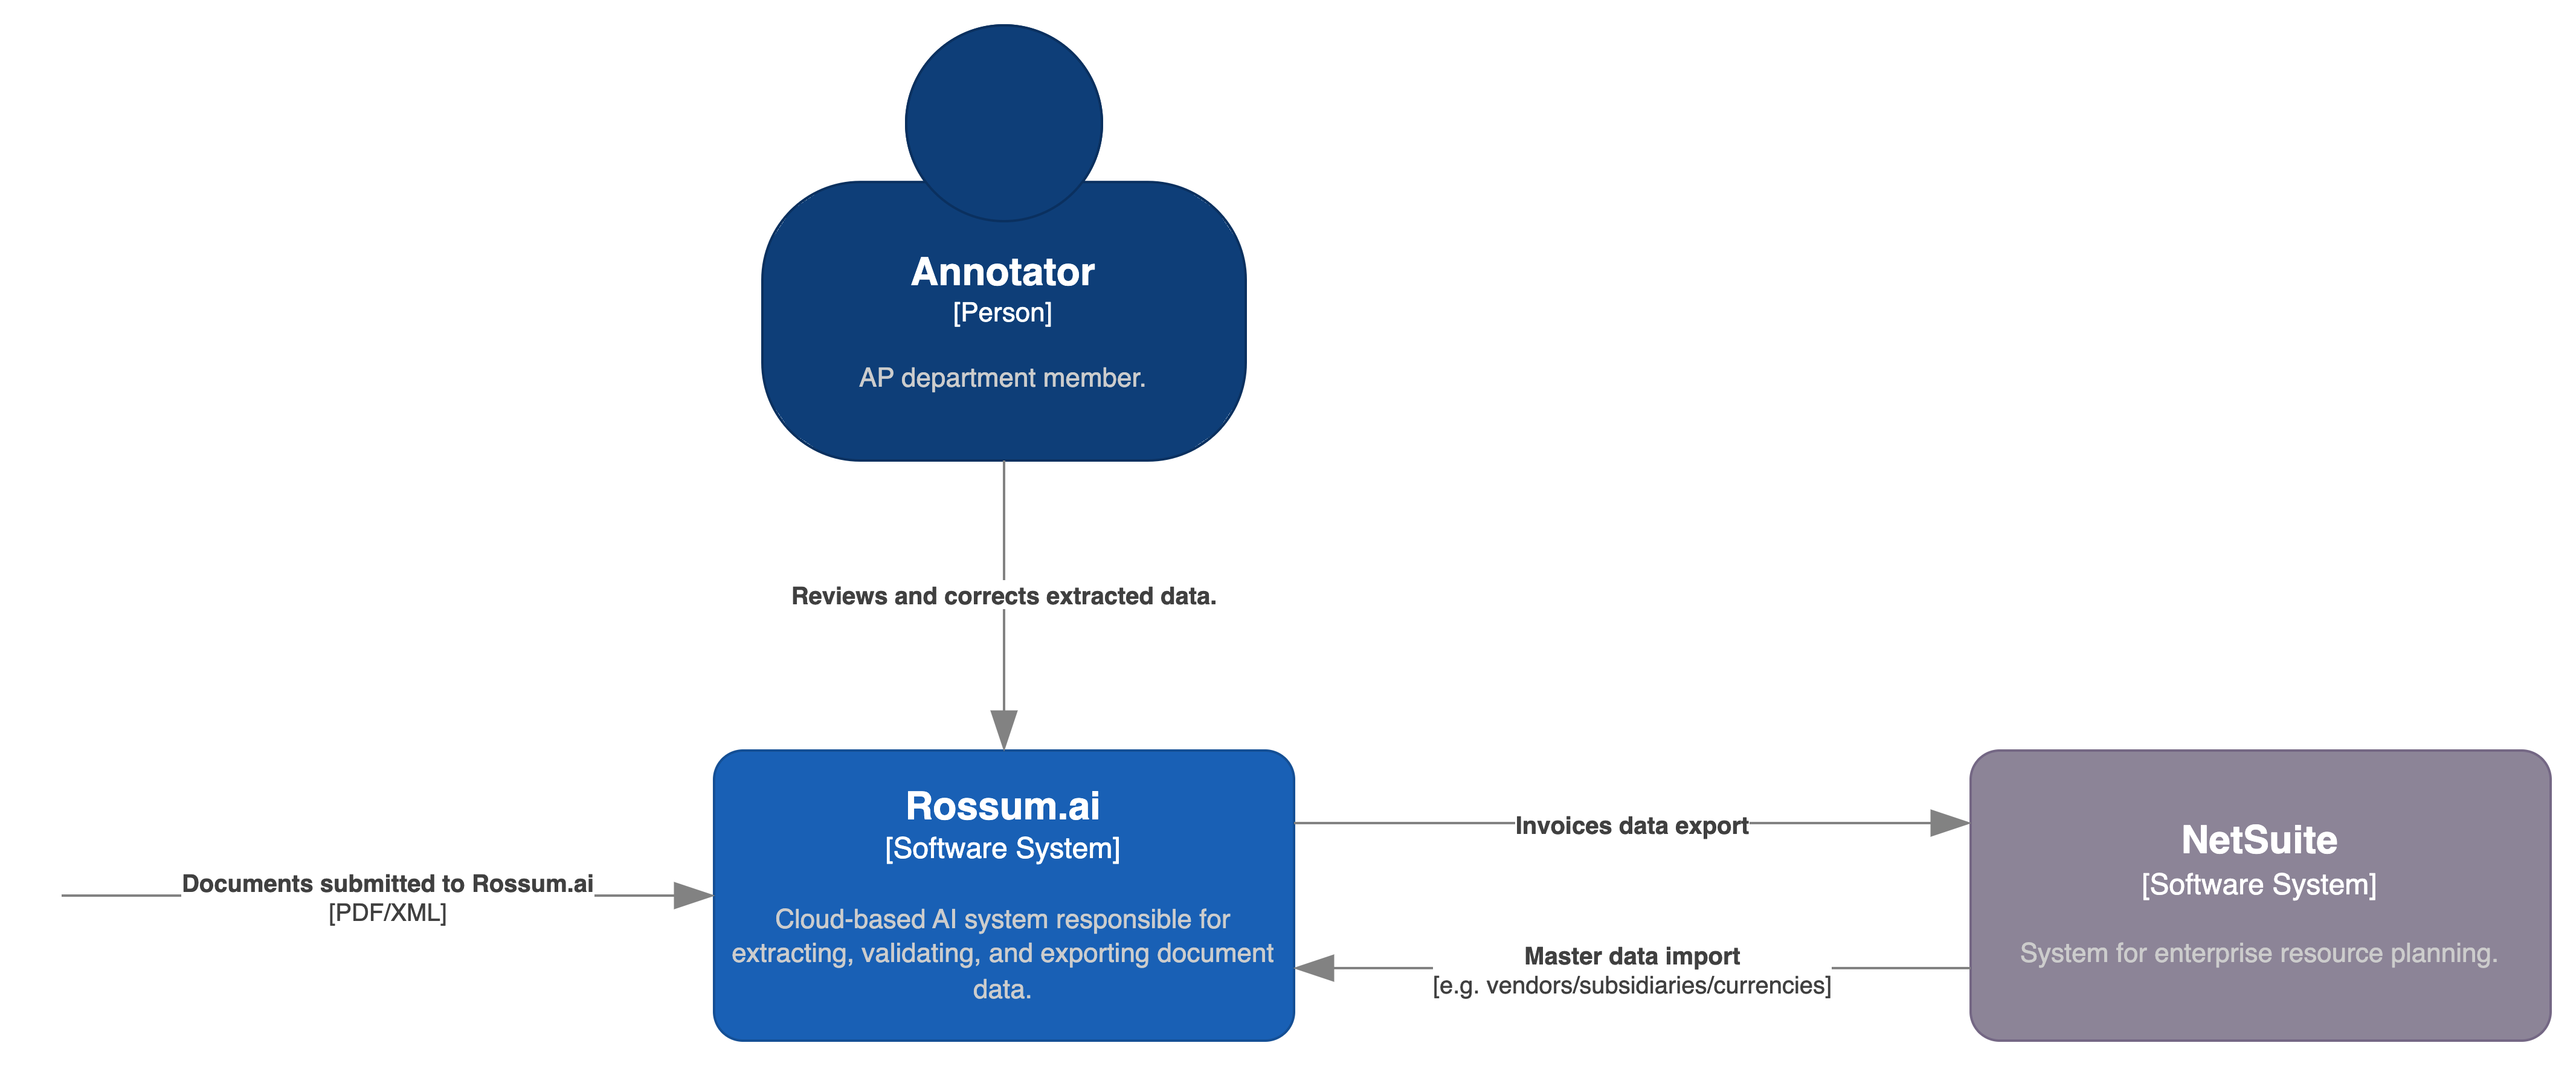 Annotator
[Person]
AP department member.
Reviews and corrects extracted data.
Documents submitted to Rossum.ai
[PDF/XML]
Rossum.ai
[Software System]
Cloud-based AI system responsible for
extracting, validating, and exporting document
data.
Invoices data export
Master data import
[e.g. vendors/subsidiaries/currencies]
NetSuite
[Software System]
System for enterprise resource planning.